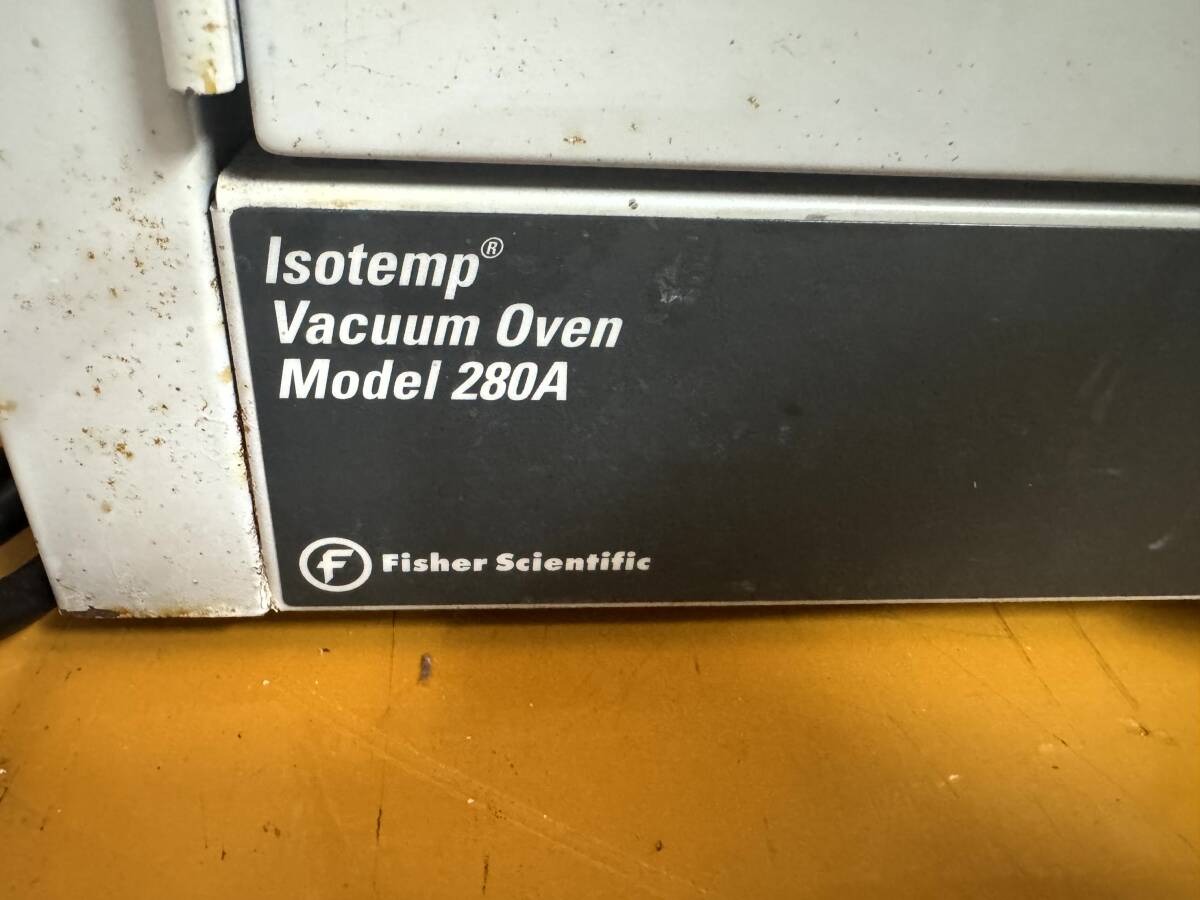 Isotemp®
Vacuum Oven
Model 280A
F Fisher Scientific